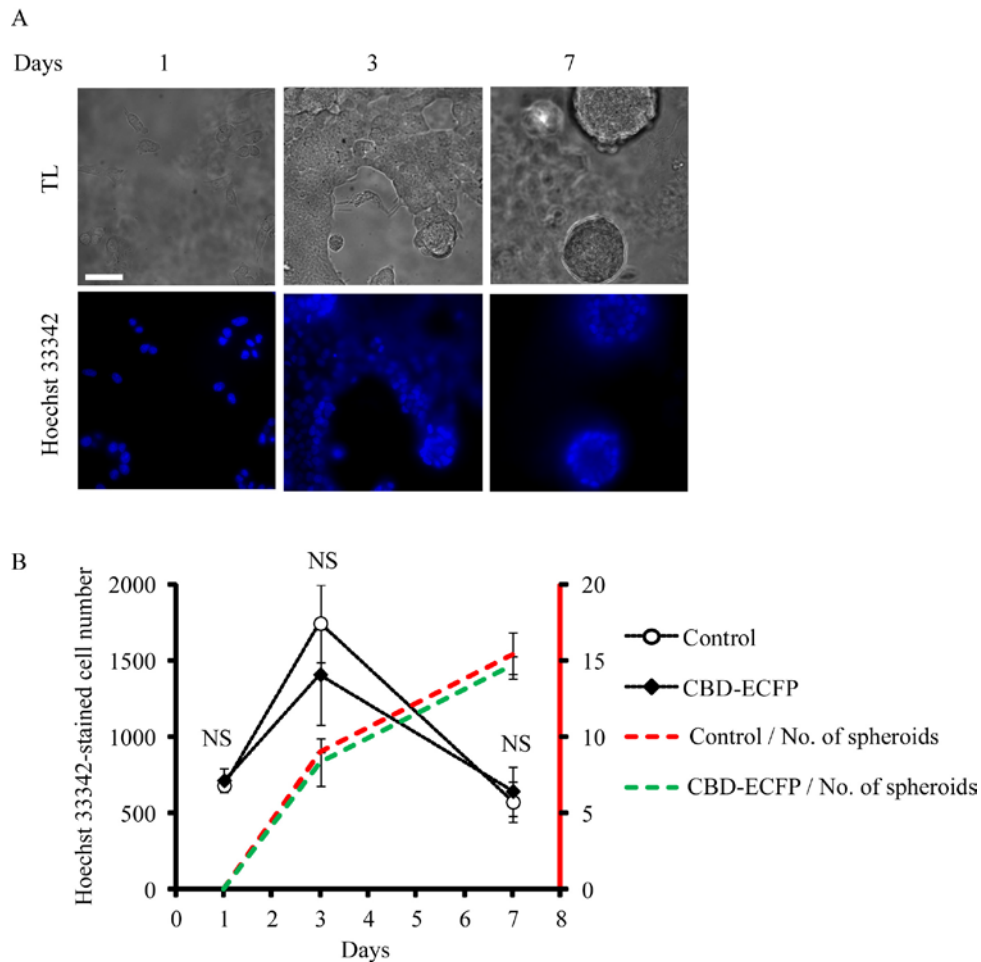 A
Days 1 3 7
TL
Hoechst 33342
B
NS
NS
NS
Hoechst 33342-stained cell number
2000
1500
1000
500
0
20
15
10
5
0
0 1 2 3 4 5 6 7 8
Days
Control
CBD-ECFP
Control / No. of spheroids
CBD-ECFP / No. of spheroids